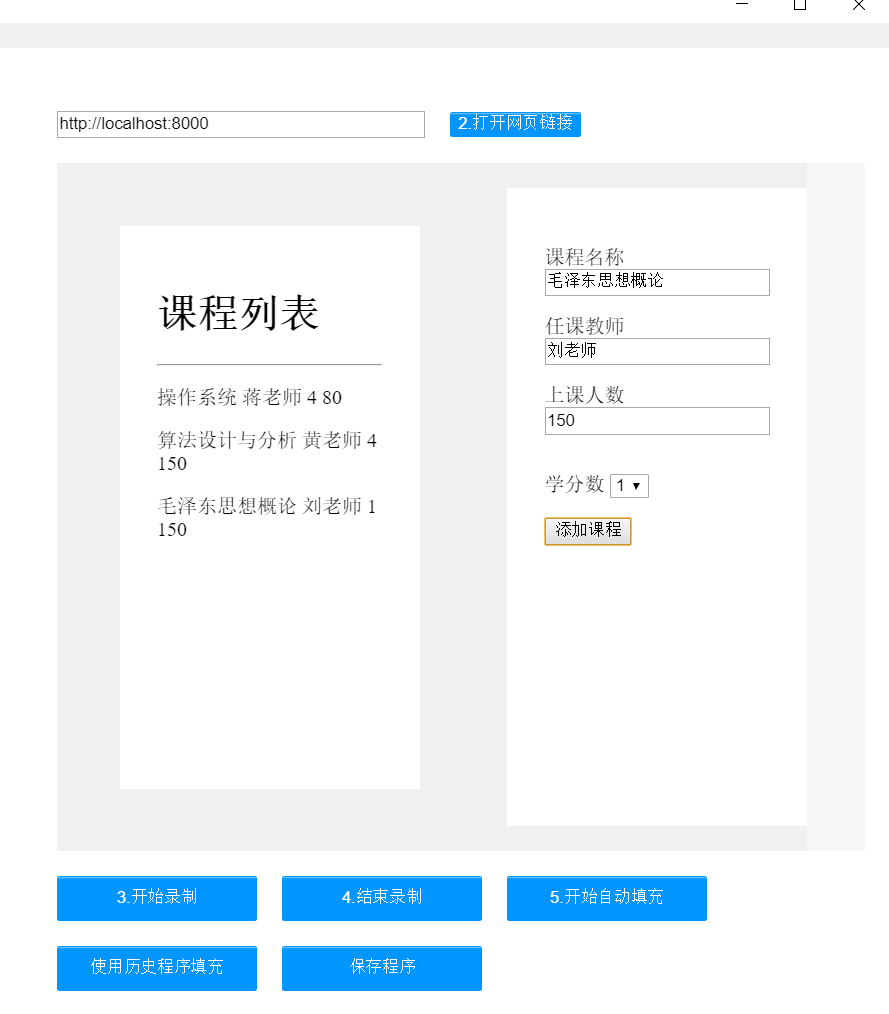 http://localhost:8000
2.打开网页链接
课程列表
操作系统 蒋老师 4 80
算法设计与分析 黄老师 4
150
毛泽东思想概论 刘老师 1
150
课程名称
毛泽东思想概论
任课教师
刘老师
上课人数
150
学分数 1
添加课程
3.开始录制
4.结束录制
5.开始自动填充
使用历史程序填充
保存程序